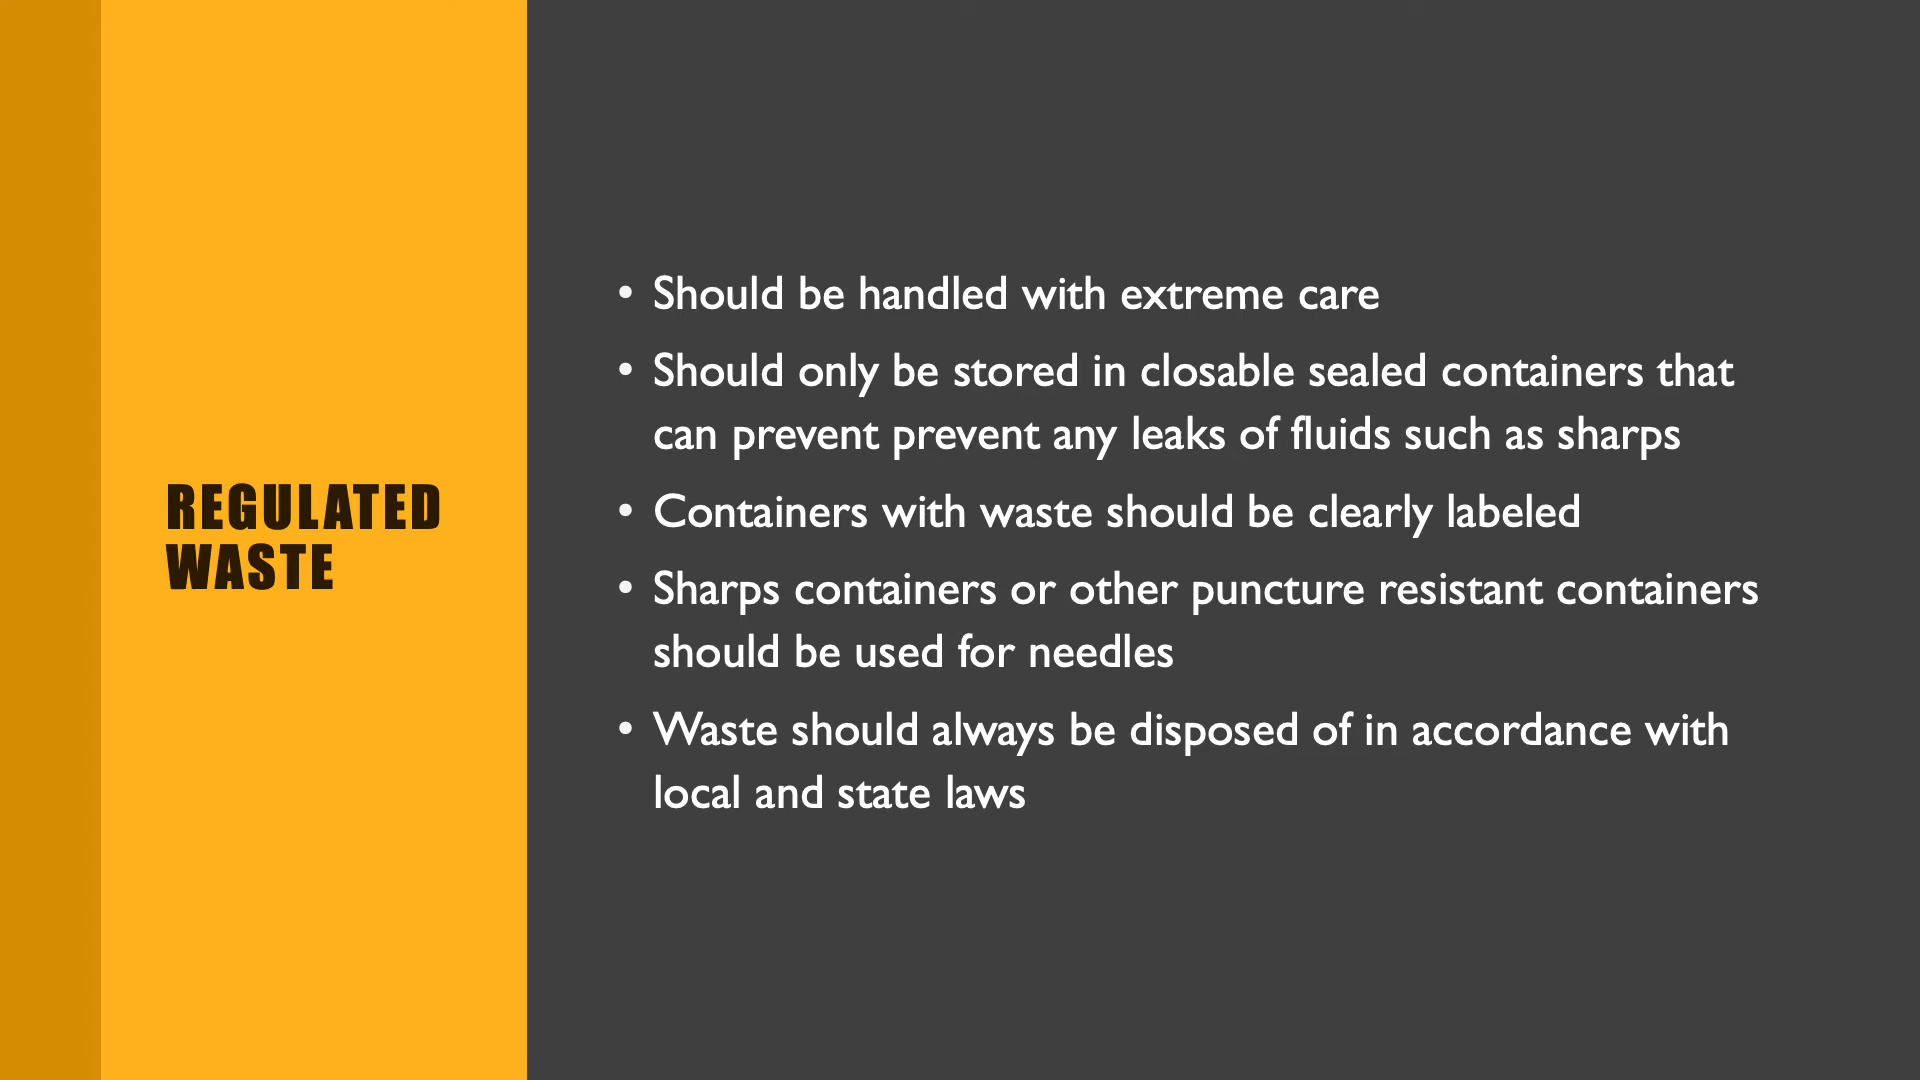 REGULATED
WASTE
• Should be handled with extreme care
• Should only be stored in closable sealed containers that
can prevent prevent any leaks of fluids such as sharps
• Containers with waste should be clearly labeled
• Sharps containers or other puncture resistant containers
should be used for needles
• Waste should always be disposed of in accordance with
local and state laws